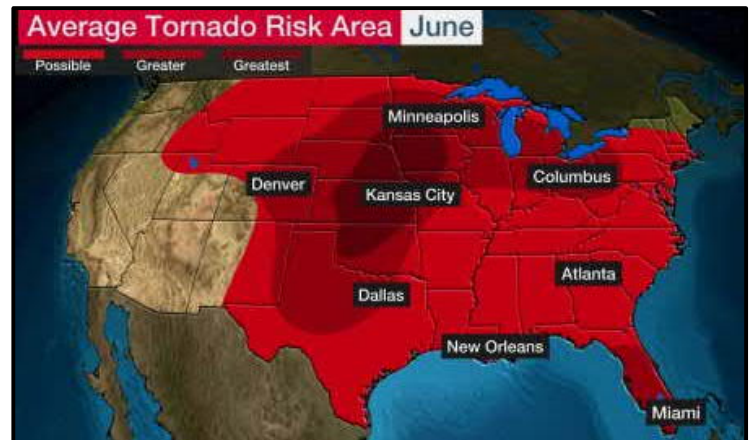 Average Tornado Risk Area June
Possible Greater Greatest
Minneapolis
Denver
Columbus
Kansas City
Atlanta
Dallas
New Orleans
Miami